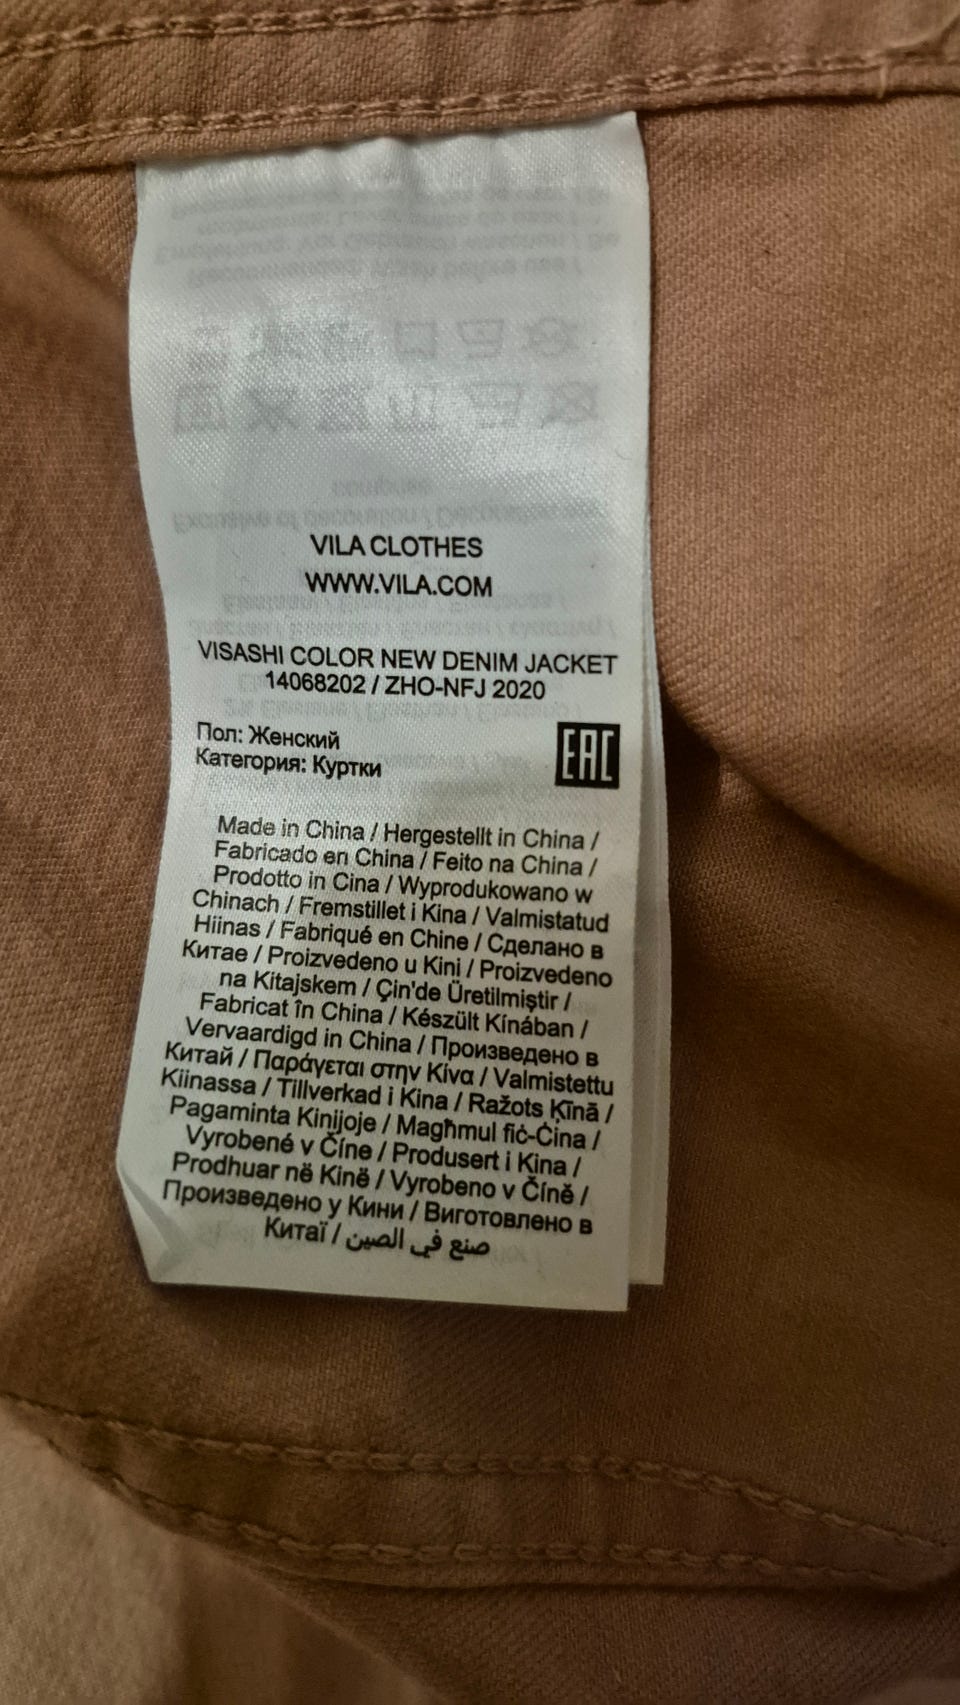 VILA CLOTHES
WWW.VILA.COM
VISASHI COLOR NEW DENIM JACKET
14068202 / ZHO-NFJ 2020
Пол: Женский
Категория: Куртки
EAC
Made in China / Hergestellt in China /
Fabricado en China / Feito na China /
Prodotto in Cina / Wyprodukowano w
Chinach / Fremstillet i Kina / Valmistatud
Hiinas / Fabriqué en Chine / Сделано в
Китае / Proizvedeno u Kini / Proizvedeno
na Kitajskem / Çin'de Üretilmiştir /
Fabricat în China / Készült Kínában /
Vervaardigd in China / Произведено в
Китай / Παράγεται στην Κίνα / Valmistettu
Kiinassa / Tillverkad i Kina / Ražots Ķīnā /
Pagaminta Kinijoje / Magħmul fiċ-Ċina /
Vyrobené v Číne / Produsert i Kina /
Prodhuar në Kinë / Vyrobeno v Číně /
Произведено у Кини / Виготовлено в
Китаї / صنع في الصين